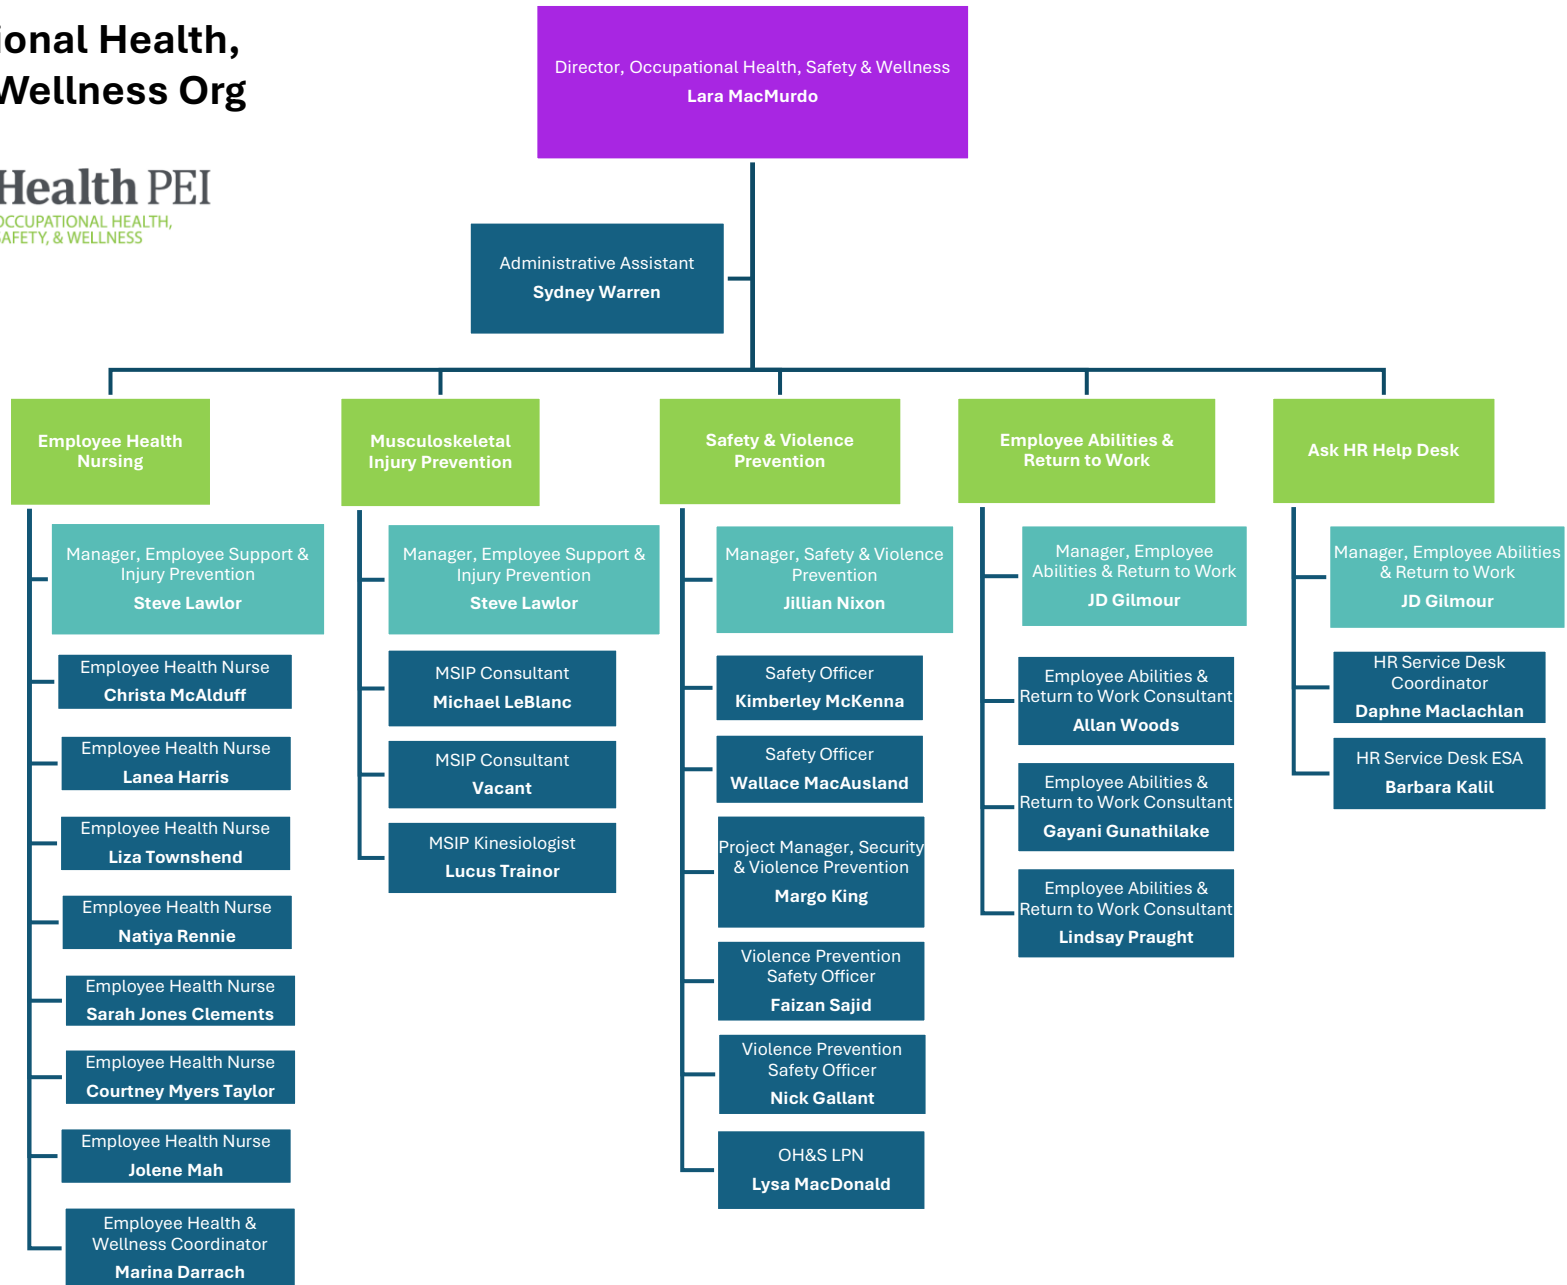 ional Health,
Wellness Org
Health PEI
OCCUPATIONAL HEALTH,
SAFETY, & WELLNESS
Director, Occupational Health, Safety & Wellness
Lara MacMurdo
Administrative Assistant
Sydney Warren
Employee Health
Nursing
Manager, Employee Support &
Injury Prevention
Steve Lawlor
Employee Health Nurse
Christa McAlduff
Employee Health Nurse
Lanea Harris
Employee Health Nurse
Liza Townshend
Employee Health Nurse
Natiya Rennie
Employee Health Nurse
Sarah Jones Clements
Employee Health Nurse
Courtney Myers Taylor
Employee Health Nurse
Jolene Mah
Employee Health &
Wellness Coordinator
Marina Darrach
Musculoskeletal
Injury Prevention
Manager, Employee Support &
Injury Prevention
Steve Lawlor
MSIP Consultant
Michael LeBlanc
MSIP Consultant
Vacant
MSIP Kinesiologist
Lucus Trainor
Safety & Violence
Prevention
Manager, Safety & Violence
Prevention
Jillian Nixon
Safety Officer
Kimberley McKenna
Safety Officer
Wallace MacAusland
Project Manager, Security
& Violence Prevention
Margo King
Violence Prevention
Safety Officer
Faizan Sajid
Violence Prevention
Safety Officer
Nick Gallant
OH&S LPN
Lysa MacDonald
Employee Abilities &
Return to Work
Manager, Employee
Abilities & Return to Work
JD Gilmour
Employee Abilities &
Return to Work Consultant
Allan Woods
Employee Abilities &
Return to Work Consultant
Gayani Gunathilake
Employee Abilities &
Return to Work Consultant
Lindsay Praught
Ask HR Help Desk
Manager, Employee Abilities
& Return to Work
JD Gilmour
HR Service Desk
Coordinator
Daphne Maclachlan
HR Service Desk ESA
Barbara Kalil